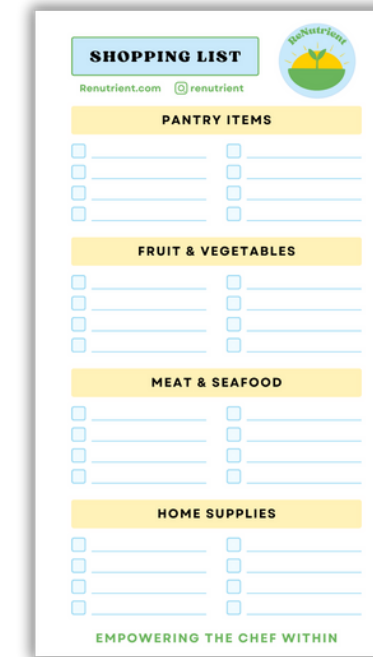 SHOPPING LIST
ReNutrient
Renutrient.com renutrient
PANTRY ITEMS
FRUIT & VEGETABLES
MEAT & SEAFOOD
HOME SUPPLIES
EMPOWERING THE CHEF WITHIN